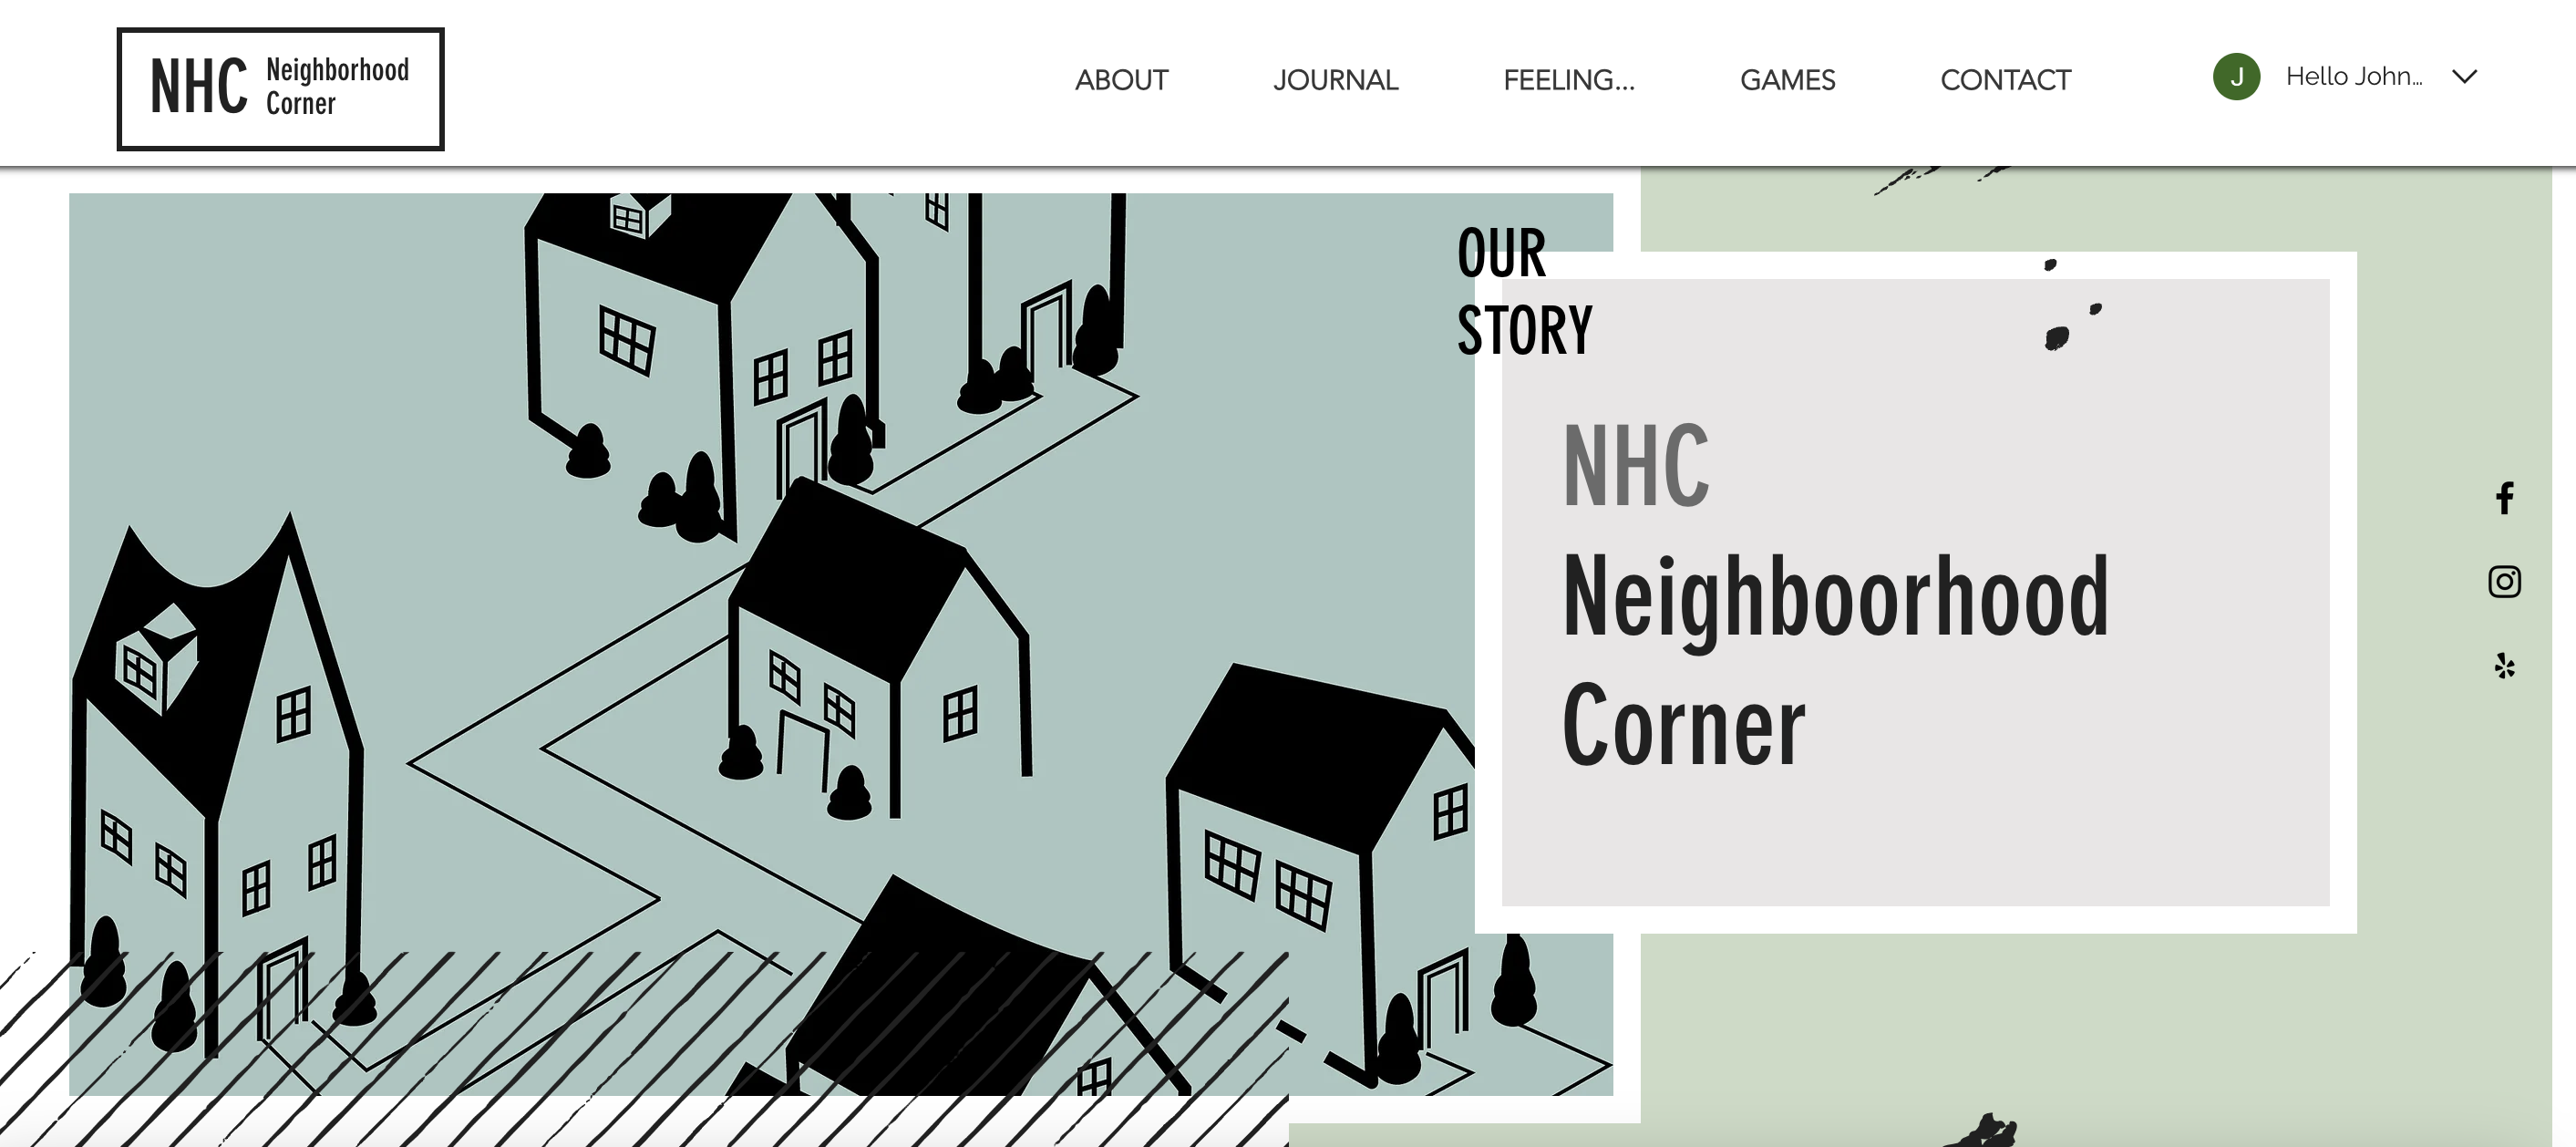 NHC Neighborhood
Corner
ABOUT JOURNAL FEELING... GAMES CONTACT
J Hello John...
OUR
STORY
NHC
Neighboorhood
Corner